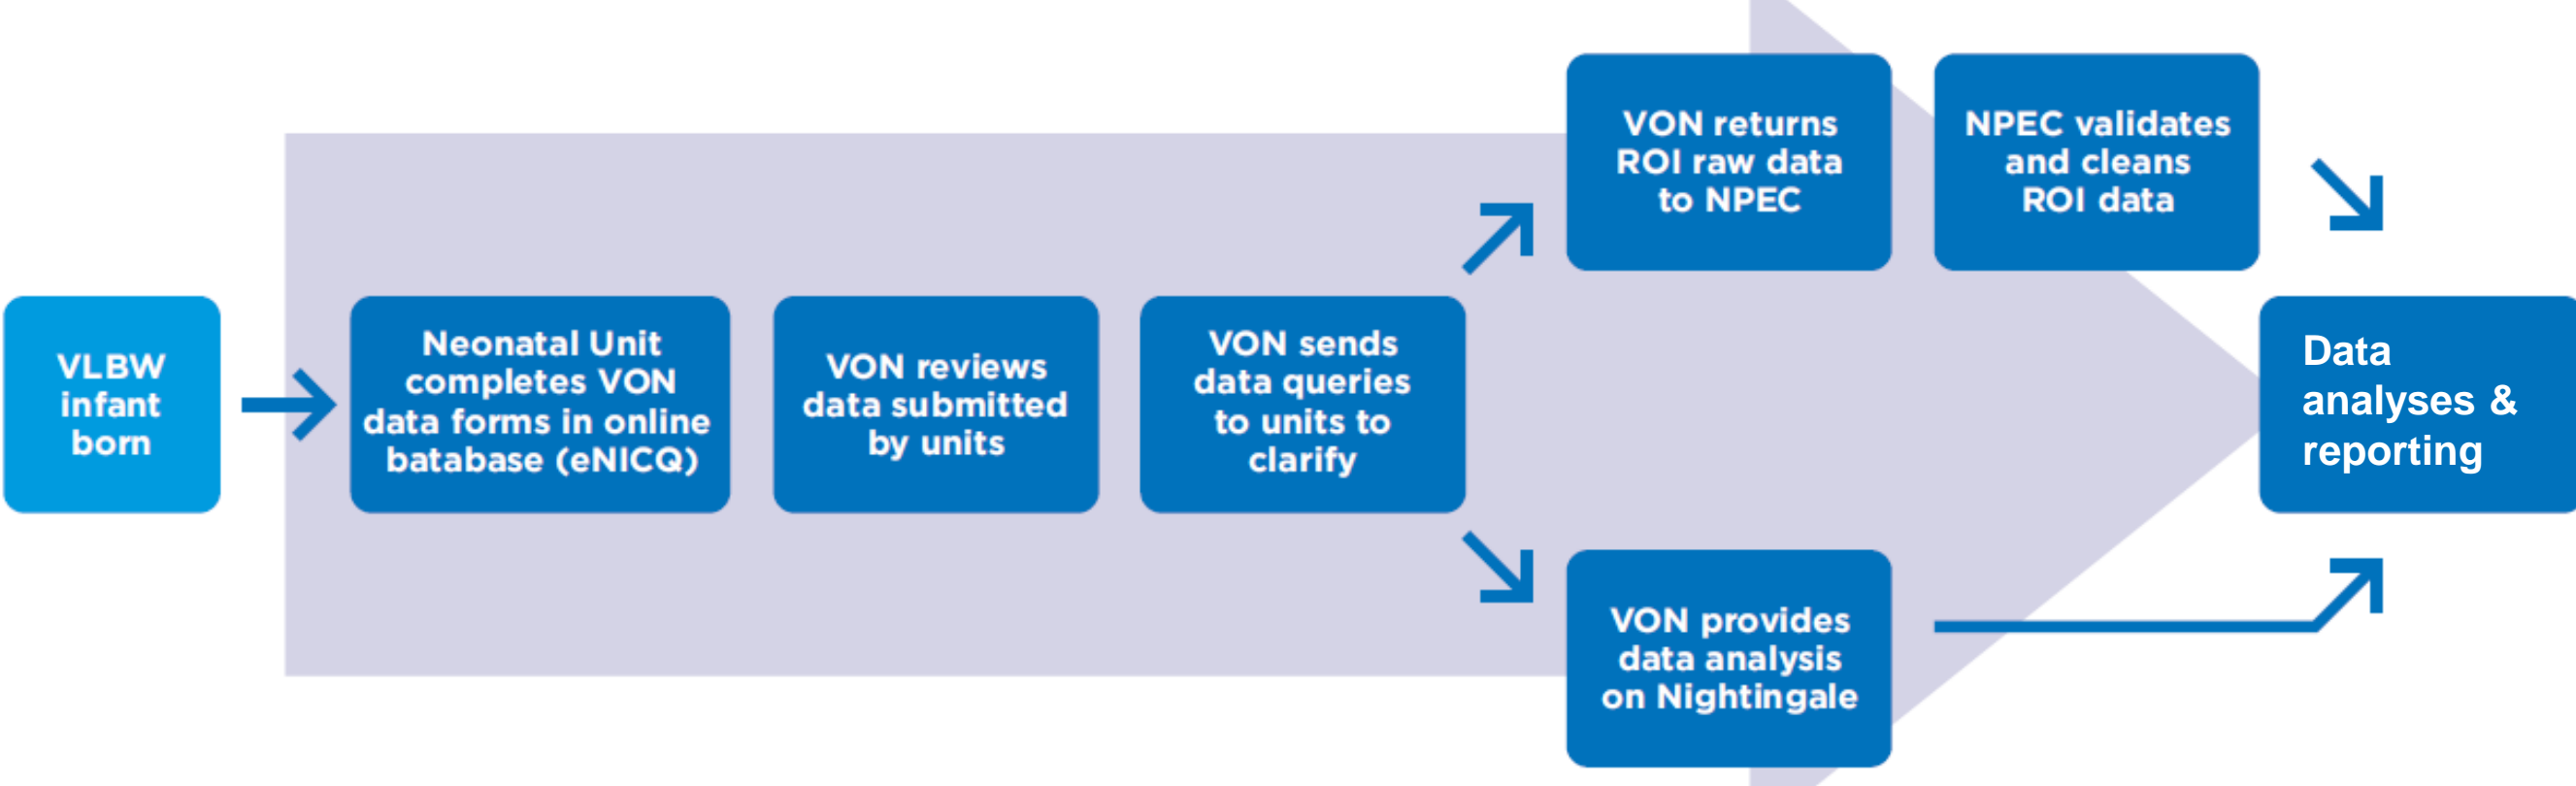 VLBW
infant
born
Neonatal Unit
completes VON
data forms in online
batabase (eNICQ)
VON reviews
data submitted
by units
VON sends
data queries
to units to
clarify
VON returns
ROI raw data
to NPEC
NPEC validates
and cleans
ROI data
VON provides
data analysis
on Nightingale
Data
analyses &
reporting